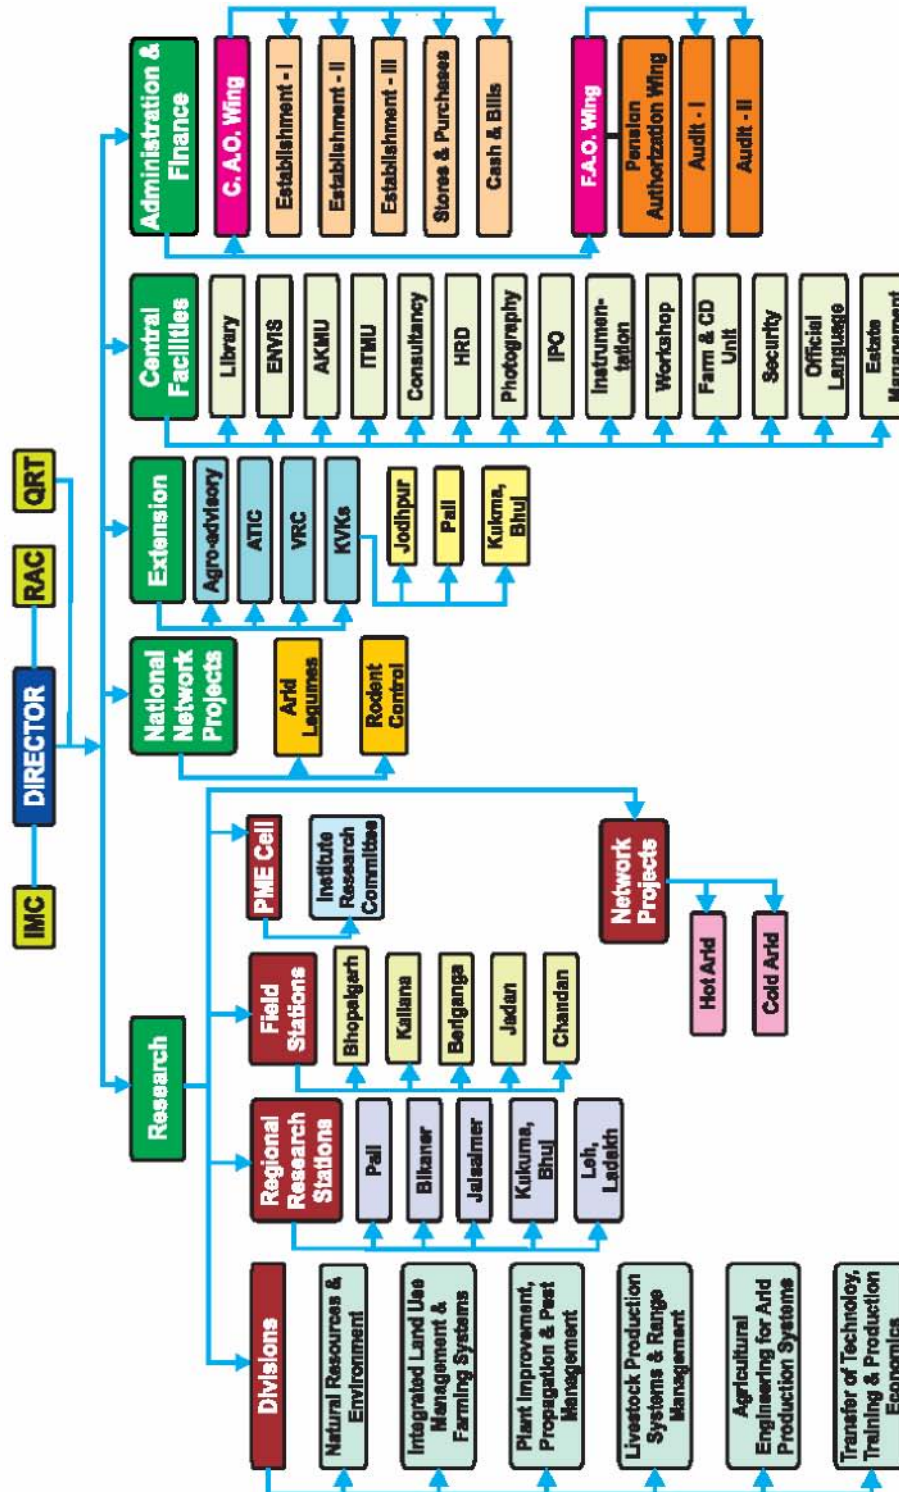 IMC
DIRECTOR
RAC
QRT
Research
National
Network
Projects
Extension
Central
Facilities
Administration &
Finance
Divisions
Natural Resources &
Environment
Integrated Land Use
Management &
Farming Systems
Plant Improvement,
Propagation & Pest
Management
Livestock Production
Systems & Range
Management
Agricultural
Engineering for Arid
Production Systems
Transfer of Technoloy,
Training & Production
Economics
Regional
Research
Stations
Pali
Bikaner
Jaisalmer
Kukuma,
Bhuj
Leh,
Ladakh
Field
Stations
Bhopalgarh
Kailana
Beriganga
Jadan
Chandan
PME Cell
Institute
Research
Committee
Network
Projects
Hot Arid
Cold Arid
Arid
Legumes
Rodent
Control
Agro-advisory
ATIC
VRC
KVKs
Jodhpur
Pali
Kukma,
Bhuj
Library
ENVIS
AKMU
ITMU
Consultancy
HRD
Photography
IPO
Instrumen-
tation
Workshop
Farm & CD
Unit
Security
Official
Language
Estate
Management
C. A.O. Wing
Establishment - I
Establishment - II
Establishment - III
Stores & Purchases
Cash & Bills
F.A.O. Wing
Pension
Authorization Wing
Audit - I
Audit - II